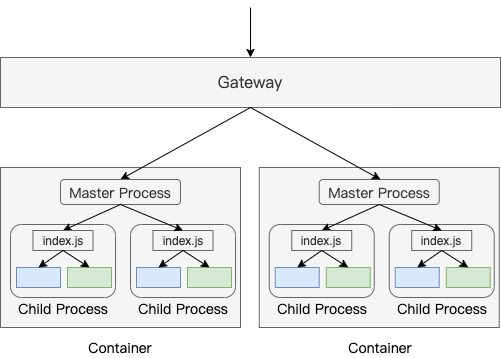 Gateway
Master Process
Master Process
index.js
index.js
index.js
index.js
Child Process
Child Process
Child Process
Child Process
Container
Container